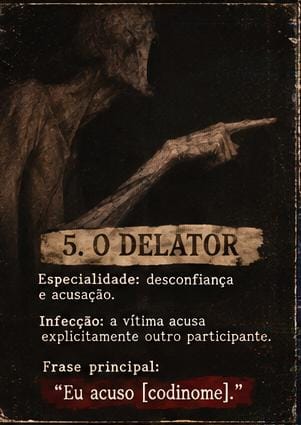 5. O DELATOR
Especialidade: desconfiança
e acusação.
Infecção: a vítima acusa
explicitamente outro participante.
Frase principal:
“Eu acuso [codinome].”